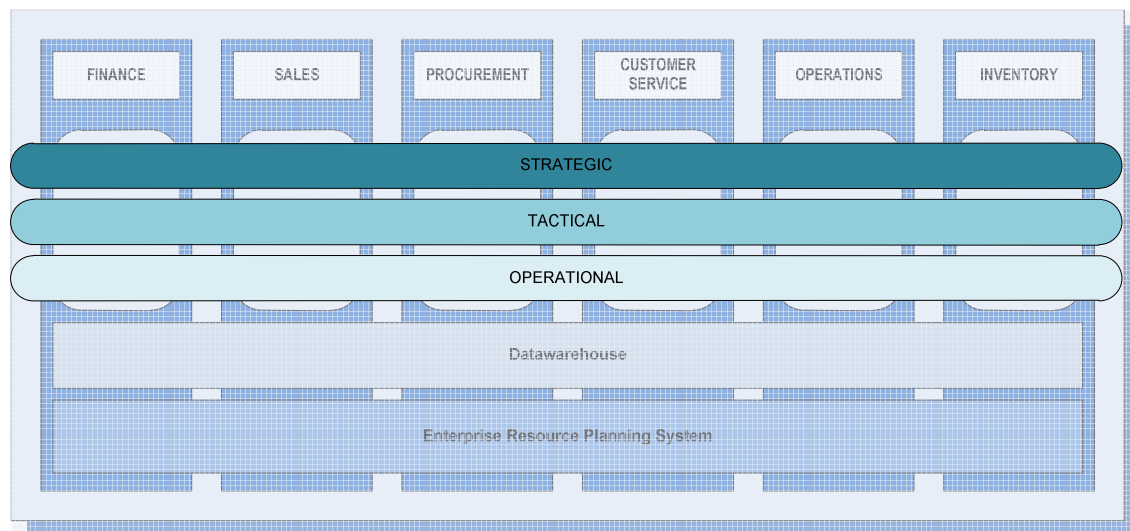 FINANCE
SALES
PROCUREMENT
CUSTOMER
SERVICE
OPERATIONS
INVENTORY
STRATEGIC
TACTICAL
OPERATIONAL
Datawarehouse
Enterprise Resource Planning System